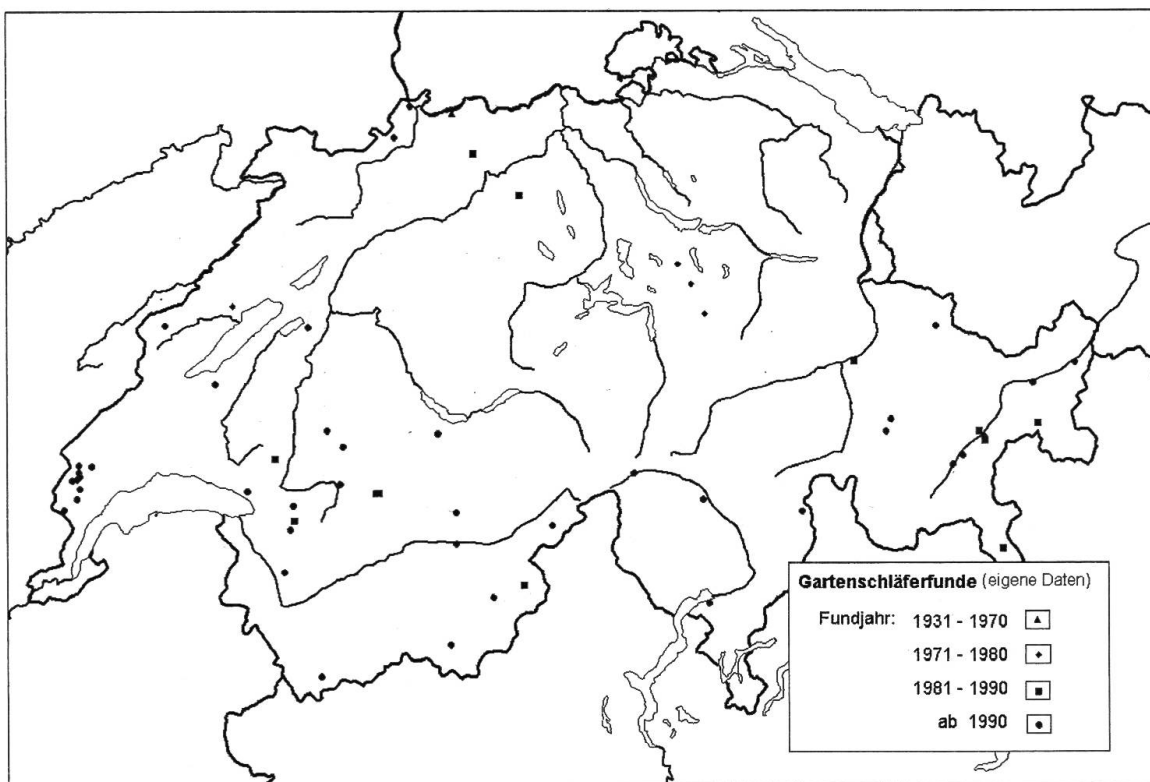 Gartenschläferfunde (eigene Daten)
Fundjahr: 1931 - 1970
1971 - 1980
1981 - 1990
ab 1990